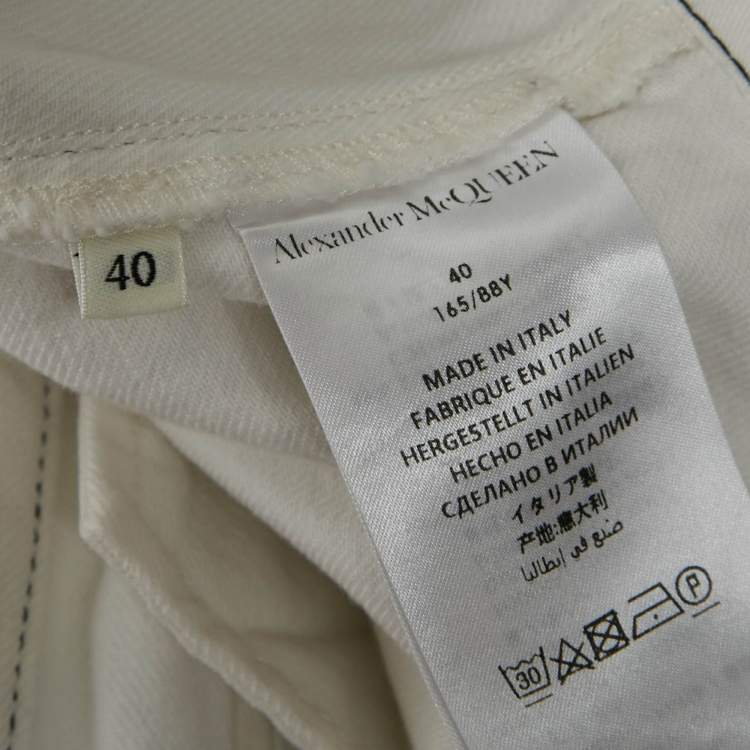 40
Alexander McQUEEN
40
165/88Y
MADE IN ITALY
FABRIQUE EN ITALIE
HERGESTELLT IN ITALIEN
HECHO EN ITALIA
СДЕЛАНО В ИТАЛИИ
イタリア製
产地:意大利
صنع في إيطاليا
30 P